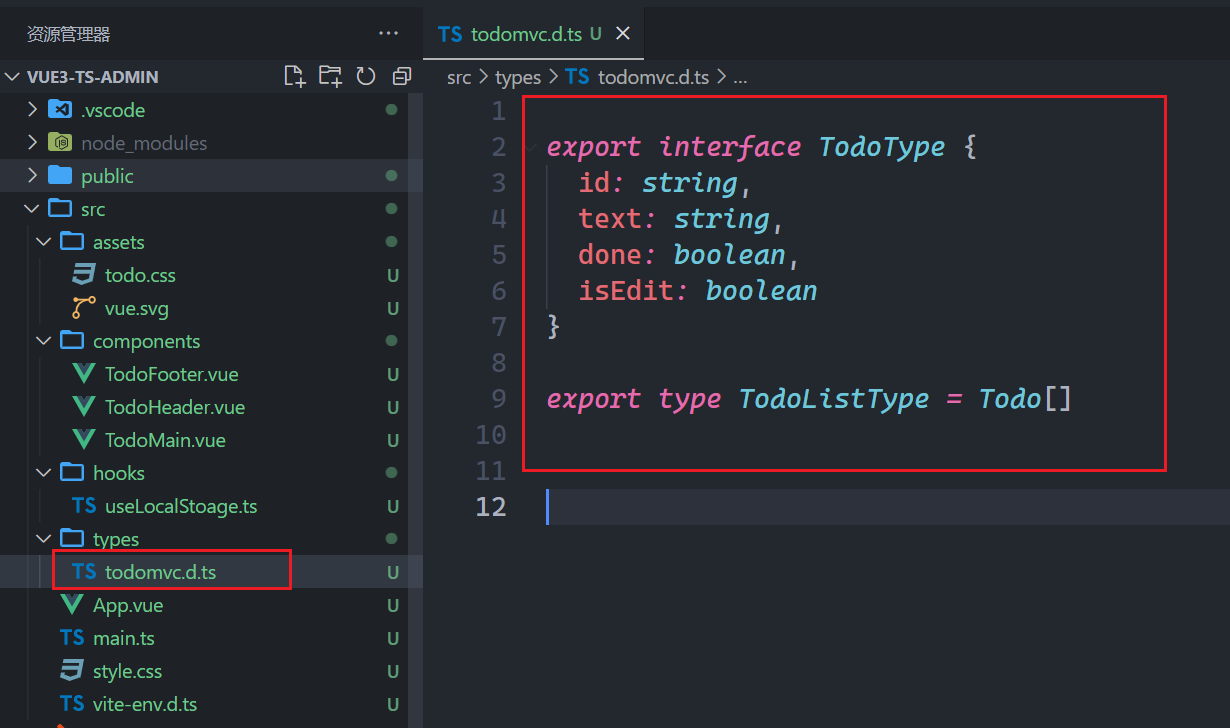 资源管理器 ···
VUE3-TS-ADMIN
.vscode
node_modules
public
src
assets
todo.css U
vue.svg U
components
TodoFooter.vue U
TodoHeader.vue U
TodoMain.vue U
hooks
TS useLocalStoage.ts U
types
TS todomvc.d.ts U
App.vue U
TS main.ts U
style.css U
TS vite-env.d.ts U
TS todomvc.d.ts U ×
src > types > TS todomvc.d.ts > ...
1
2 export interface TodoType {
3 id: string,
4 text: string,
5 done: boolean,
6 isEdit: boolean
7 }
8
9 export type TodoListType = Todo[]
10
11
12